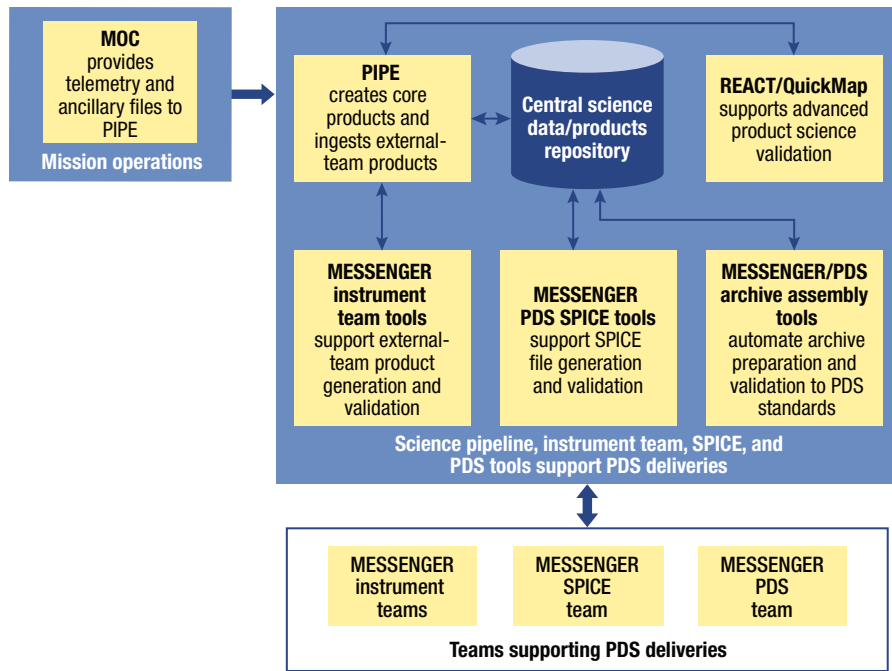 MOC
provides
telemetry and
ancillary files to
PIPE
Mission operations
PIPE
creates core
products and
ingests external-
team products
Central science
data/products
repository
REACT/QuickMap
supports advanced
product science
validation
MESSENGER
instrument
team tools
support external-
team product
generation and
validation
MESSENGER
PDS SPICE tools
support SPICE
file generation
and validation
MESSENGER/PDS
archive assembly
tools
automate archive
preparation and
validation to PDS
standards
Science pipeline, instrument team, SPICE, and
PDS tools support PDS deliveries
MESSENGER
instrument
teams
MESSENGER
SPICE
team
MESSENGER
PDS
team
Teams supporting PDS deliveries